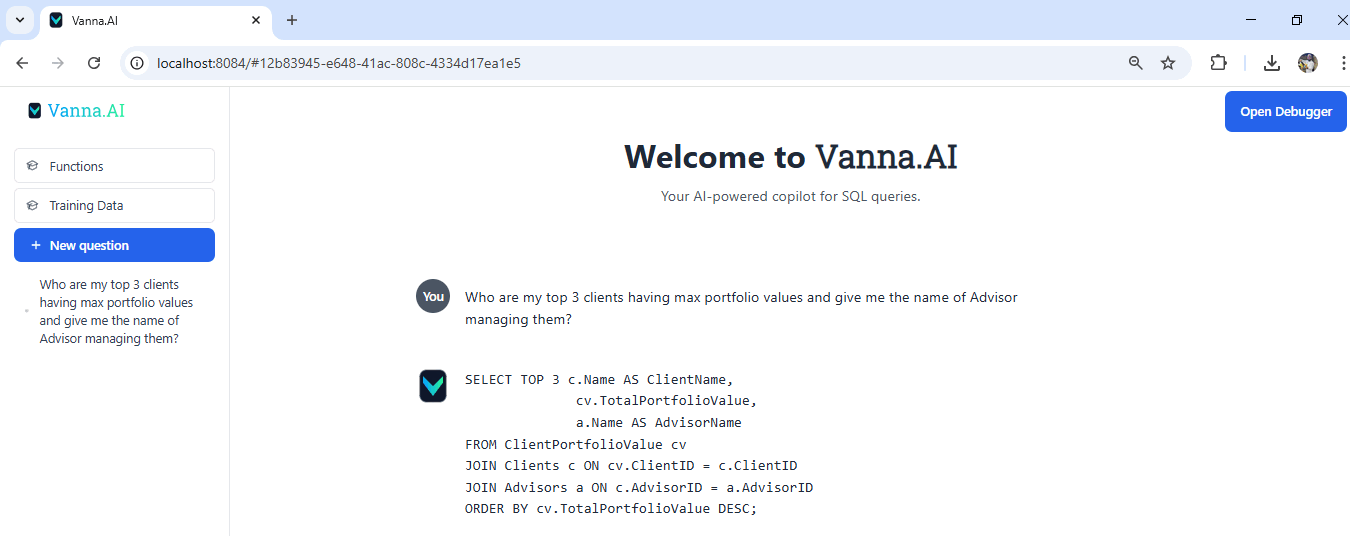 Vanna.AI
localhost:8084/#12b83945-e648-41ac-808c-4334d17ea1e5
Vanna.AI
Open Debugger
Functions
Training Data
+ New question
Who are my top 3 clients
having max portfolio values
and give me the name of
Advisor managing them?
Welcome to Vanna.AI
Your AI-powered copilot for SQL queries.
You
Who are my top 3 clients having max portfolio values and give me the name of Advisor
managing them?
SELECT TOP 3 c.Name AS ClientName,
cv.TotalPortfolioValue,
a.Name AS AdvisorName
FROM ClientPortfolioValue cv
JOIN Clients c ON cv.ClientID = c.ClientID
JOIN Advisors a ON c.AdvisorID = a.AdvisorID
ORDER BY cv.TotalPortfolioValue DESC;